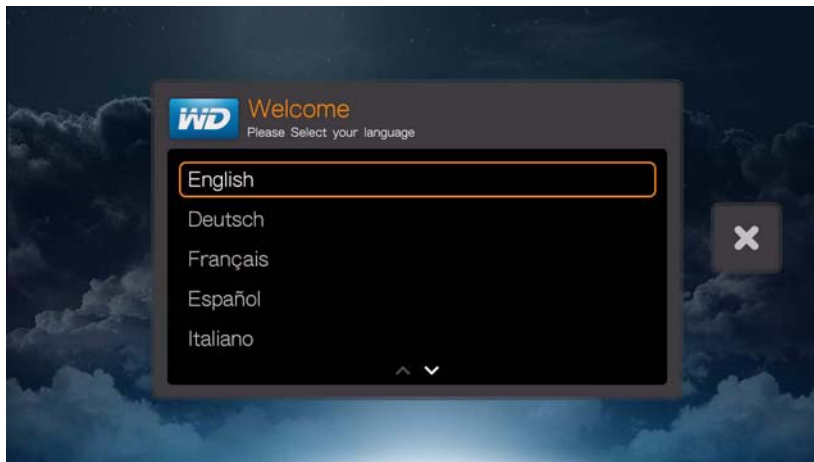 WD
Welcome
Please Select your language
English
Deutsch
Français
Español
Italiano